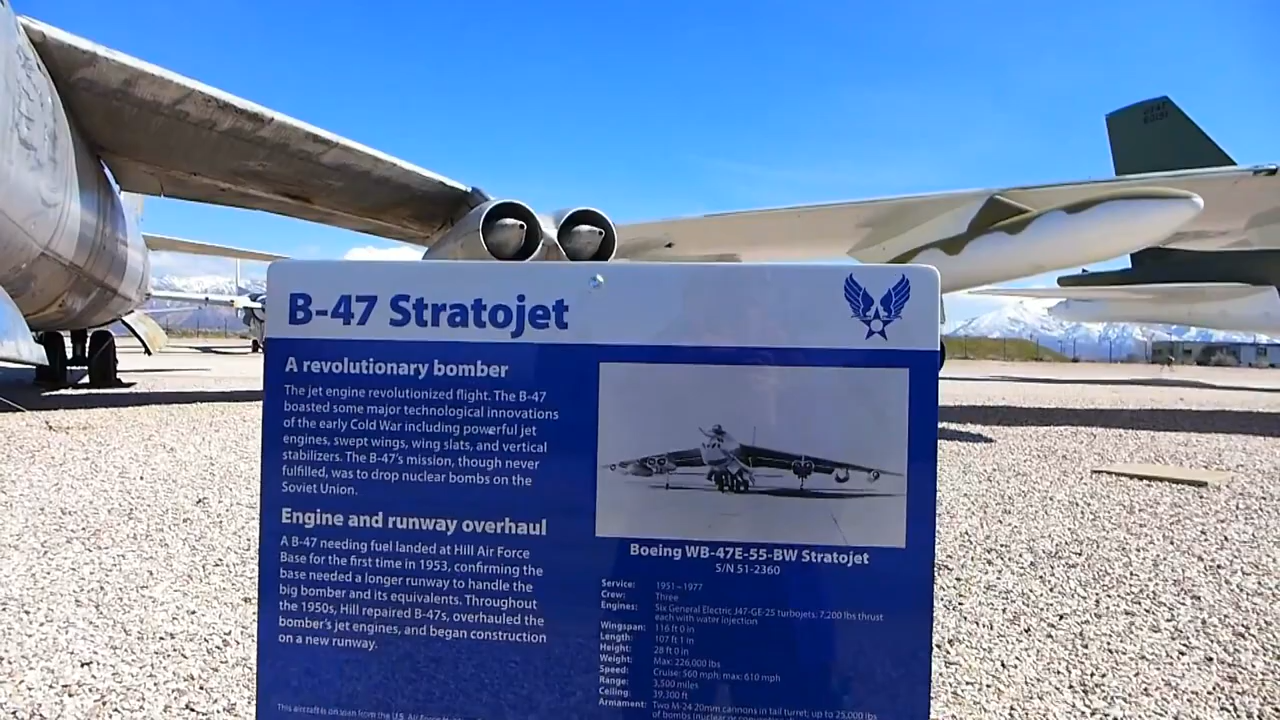 B-47 Stratojet
A revolutionary bomber
The jet engine revolutionized flight. The B-47
boasted some major technological innovations
of the early Cold War including powerful jet
engines, swept wings, wing slats, and vertical
stabilizers. The B-47's mission, though never
fulfilled, was to drop nuclear bombs on the
Soviet Union.
Engine and runway overhaul
A B-47 needing fuel landed at Hill Air Force
Base for the first time in 1953, confirming the
base needed a longer runway to handle the
big bomber and its equivalents. Throughout
the 1950s, Hill repaired B-47s, overhauled the
bomber's jet engines, and began construction
on a new runway.
This aircraft is on loan from the U.S. Air Force
Boeing WB-47E-55-BW Stratojet
S/N 51-2360
Service: 1951–1977
Crew: Three
Engines: Six General Electric J47-GE-25 turbojets; 7,200 lbs thrust
each with water injection
Wingspan: 116 ft 0 in
Length: 107 ft 1 in
Height: 28 ft 0 in
Weight: Max: 226,000 lbs
Speed: Cruise: 560 mph; max: 610 mph
Range: 3,500 miles
Ceiling: 39,300 ft
Armament: Two M-24 20mm cannons in tail turret; up to 25,000 lbs
of bombs (nuclear or